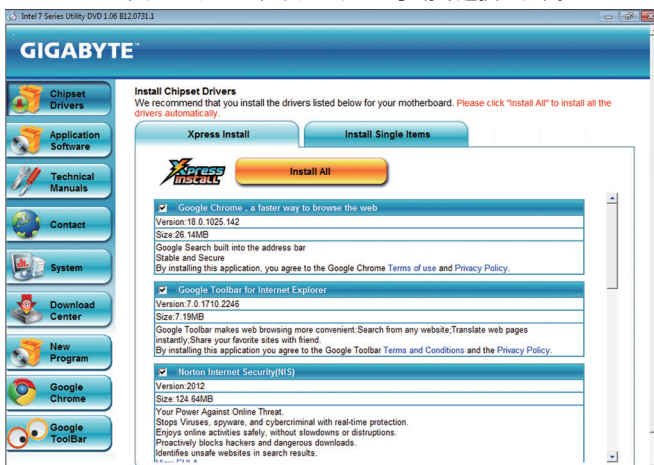 Intel 7 Series Utility DVD 1.06 B12.0731.1
GIGABYTE™
Chipset
Drivers
Application
Software
Technical
Manuals
Contact
System
Download
Center
New
Program
Google
Chrome
Google
ToolBar
Install Chipset Drivers
We recommend that you install the drivers listed below for your motherboard. Please click "Install All" to install all the
drivers automatically.
Xpress Install
Install Single Items
Xpress
INSTALL
Install All
Google Chrome , a faster way to browse the web
Version:18.0.1025.142
Size:26.14MB
Google Search built into the address bar
Stable and Secure
By installing this application, you agree to the Google Chrome Terms of use and Privacy Policy.
Google Toolbar for Internet Explorer
Version:7.0.1710.2246
Size:7.19MB
Google Toolbar makes web browsing more convenient:Search from any website;Translate web pages
instantly;Share your favorite sites with friend.
By installing this application you agree to the Google Toolbar Terms and Conditions and the Privacy Policy.
Norton Internet Security(NIS)
Version:2012
Size:124.64MB
Your Power Against Online Threat.
Stops Viruses, spyware, and cybercriminal with real-time protection.
Enjoys online activities safely, without slowdowns or distruptions.
Proactively blocks hackers and dangerous downloads.
Identifies unsafe websites in search results.
View EULA